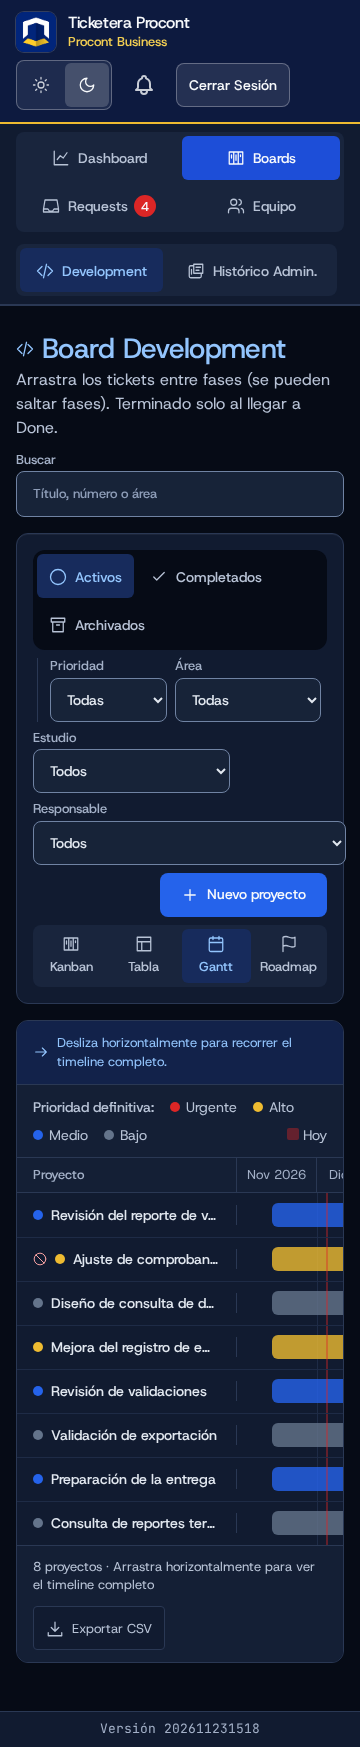 Ticketera Procont
Procont Business
Cerrar Sesión
Dashboard
Boards
Requests 4
Equipo
Development
Histórico Admin.
Board Development
Arrastra los tickets entre fases (se pueden
saltar fases). Terminado solo al llegar a
Done.
Buscar
Título, número o área
Activos
Completados
Archivados
Prioridad
Área
Todas
Todas
Estudio
Todos
Responsable
Todos
Nuevo proyecto
Kanban
Tabla
Gantt
Roadmap
Desliza horizontalmente para recorrer el
timeline completo.
Prioridad definitiva: Urgente Alto
Medio Bajo Hoy
Proyecto Nov 2026 Dic
Revisión del reporte de v...
Ajuste de comproban...
Diseño de consulta de d...
Mejora del registro de e...
Revisión de validaciones
Validación de exportación
Preparación de la entrega
Consulta de reportes ter...
8 proyectos · Arrastra horizontalmente para ver
el timeline completo
Exportar CSV
Versión 202611231518